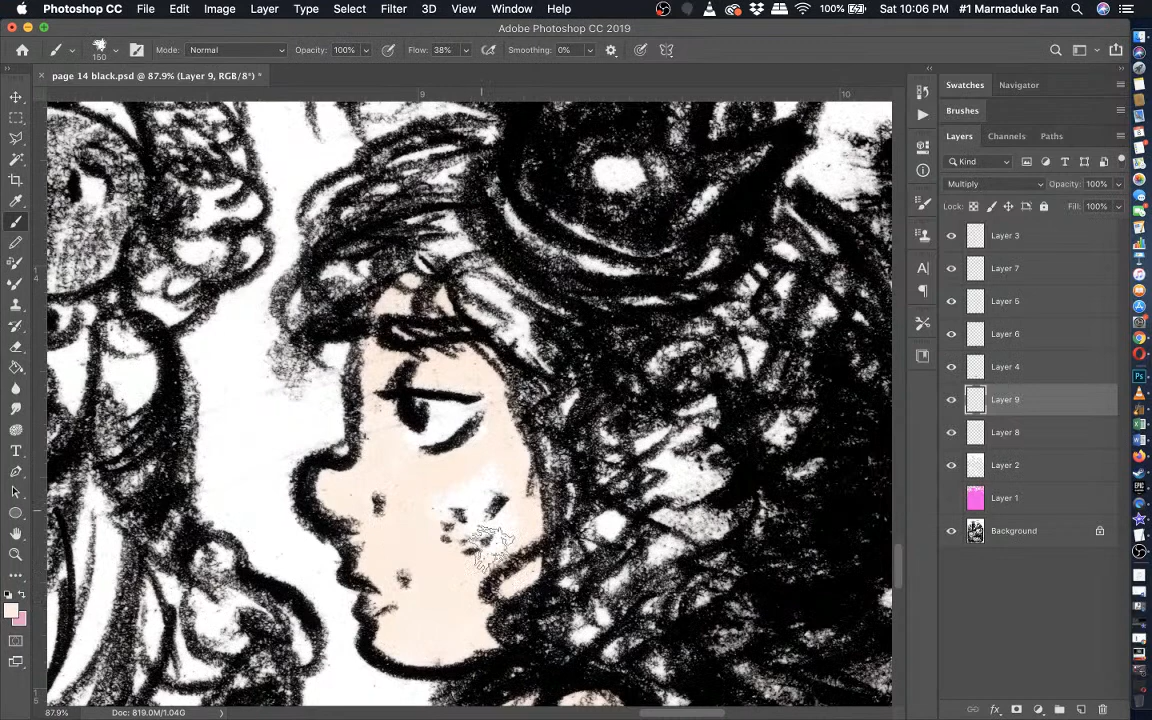 Photoshop CC File Edit Image Layer Type Select Filter 3D View Window Help 100% Sat 10:06 PM #1 Marmaduke Fan
Adobe Photoshop CC 2019
150 Mode: Normal Opacity: 100% Flow: 38% Smoothing: 0%
page 14 black.psd @ 87.9% (Layer 9, RGB/8*) *
9 10
Swatches Navigator
Brushes
Layers Channels Paths
Kind
Multiply Opacity: 100%
Lock: Fill: 100%
Layer 3
Layer 7
Layer 5
Layer 6
Layer 4
Layer 9
Layer 8
Layer 2
Layer 1
Background
87.9% Doc: 819.0M/1.04G